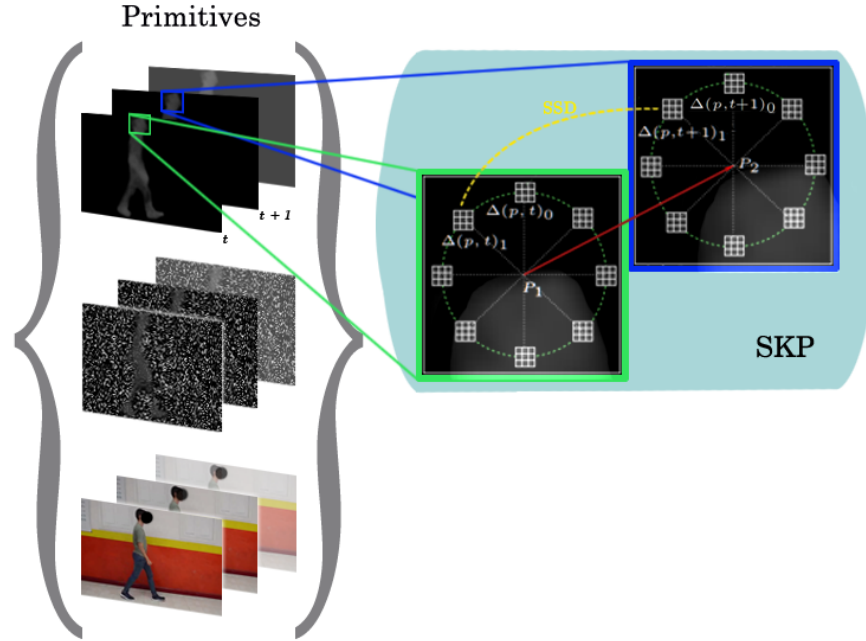 Primitives
t
t + 1
SSD
Δ(p, t)₀
Δ(p, t)₁
P₁
Δ(p,t+1)₀
Δ(p,t+1)₁
P₂
SKP